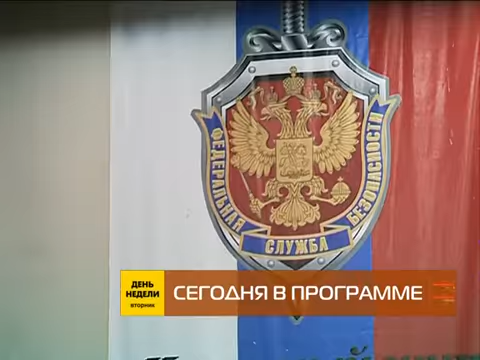 ФЕДЕРАЛЬНАЯ
СЛУЖБА
БЕЗОПАСНОСТИ
ДЕНЬ
НЕДЕЛИ
вторник
СЕГОДНЯ В ПРОГРАММЕ